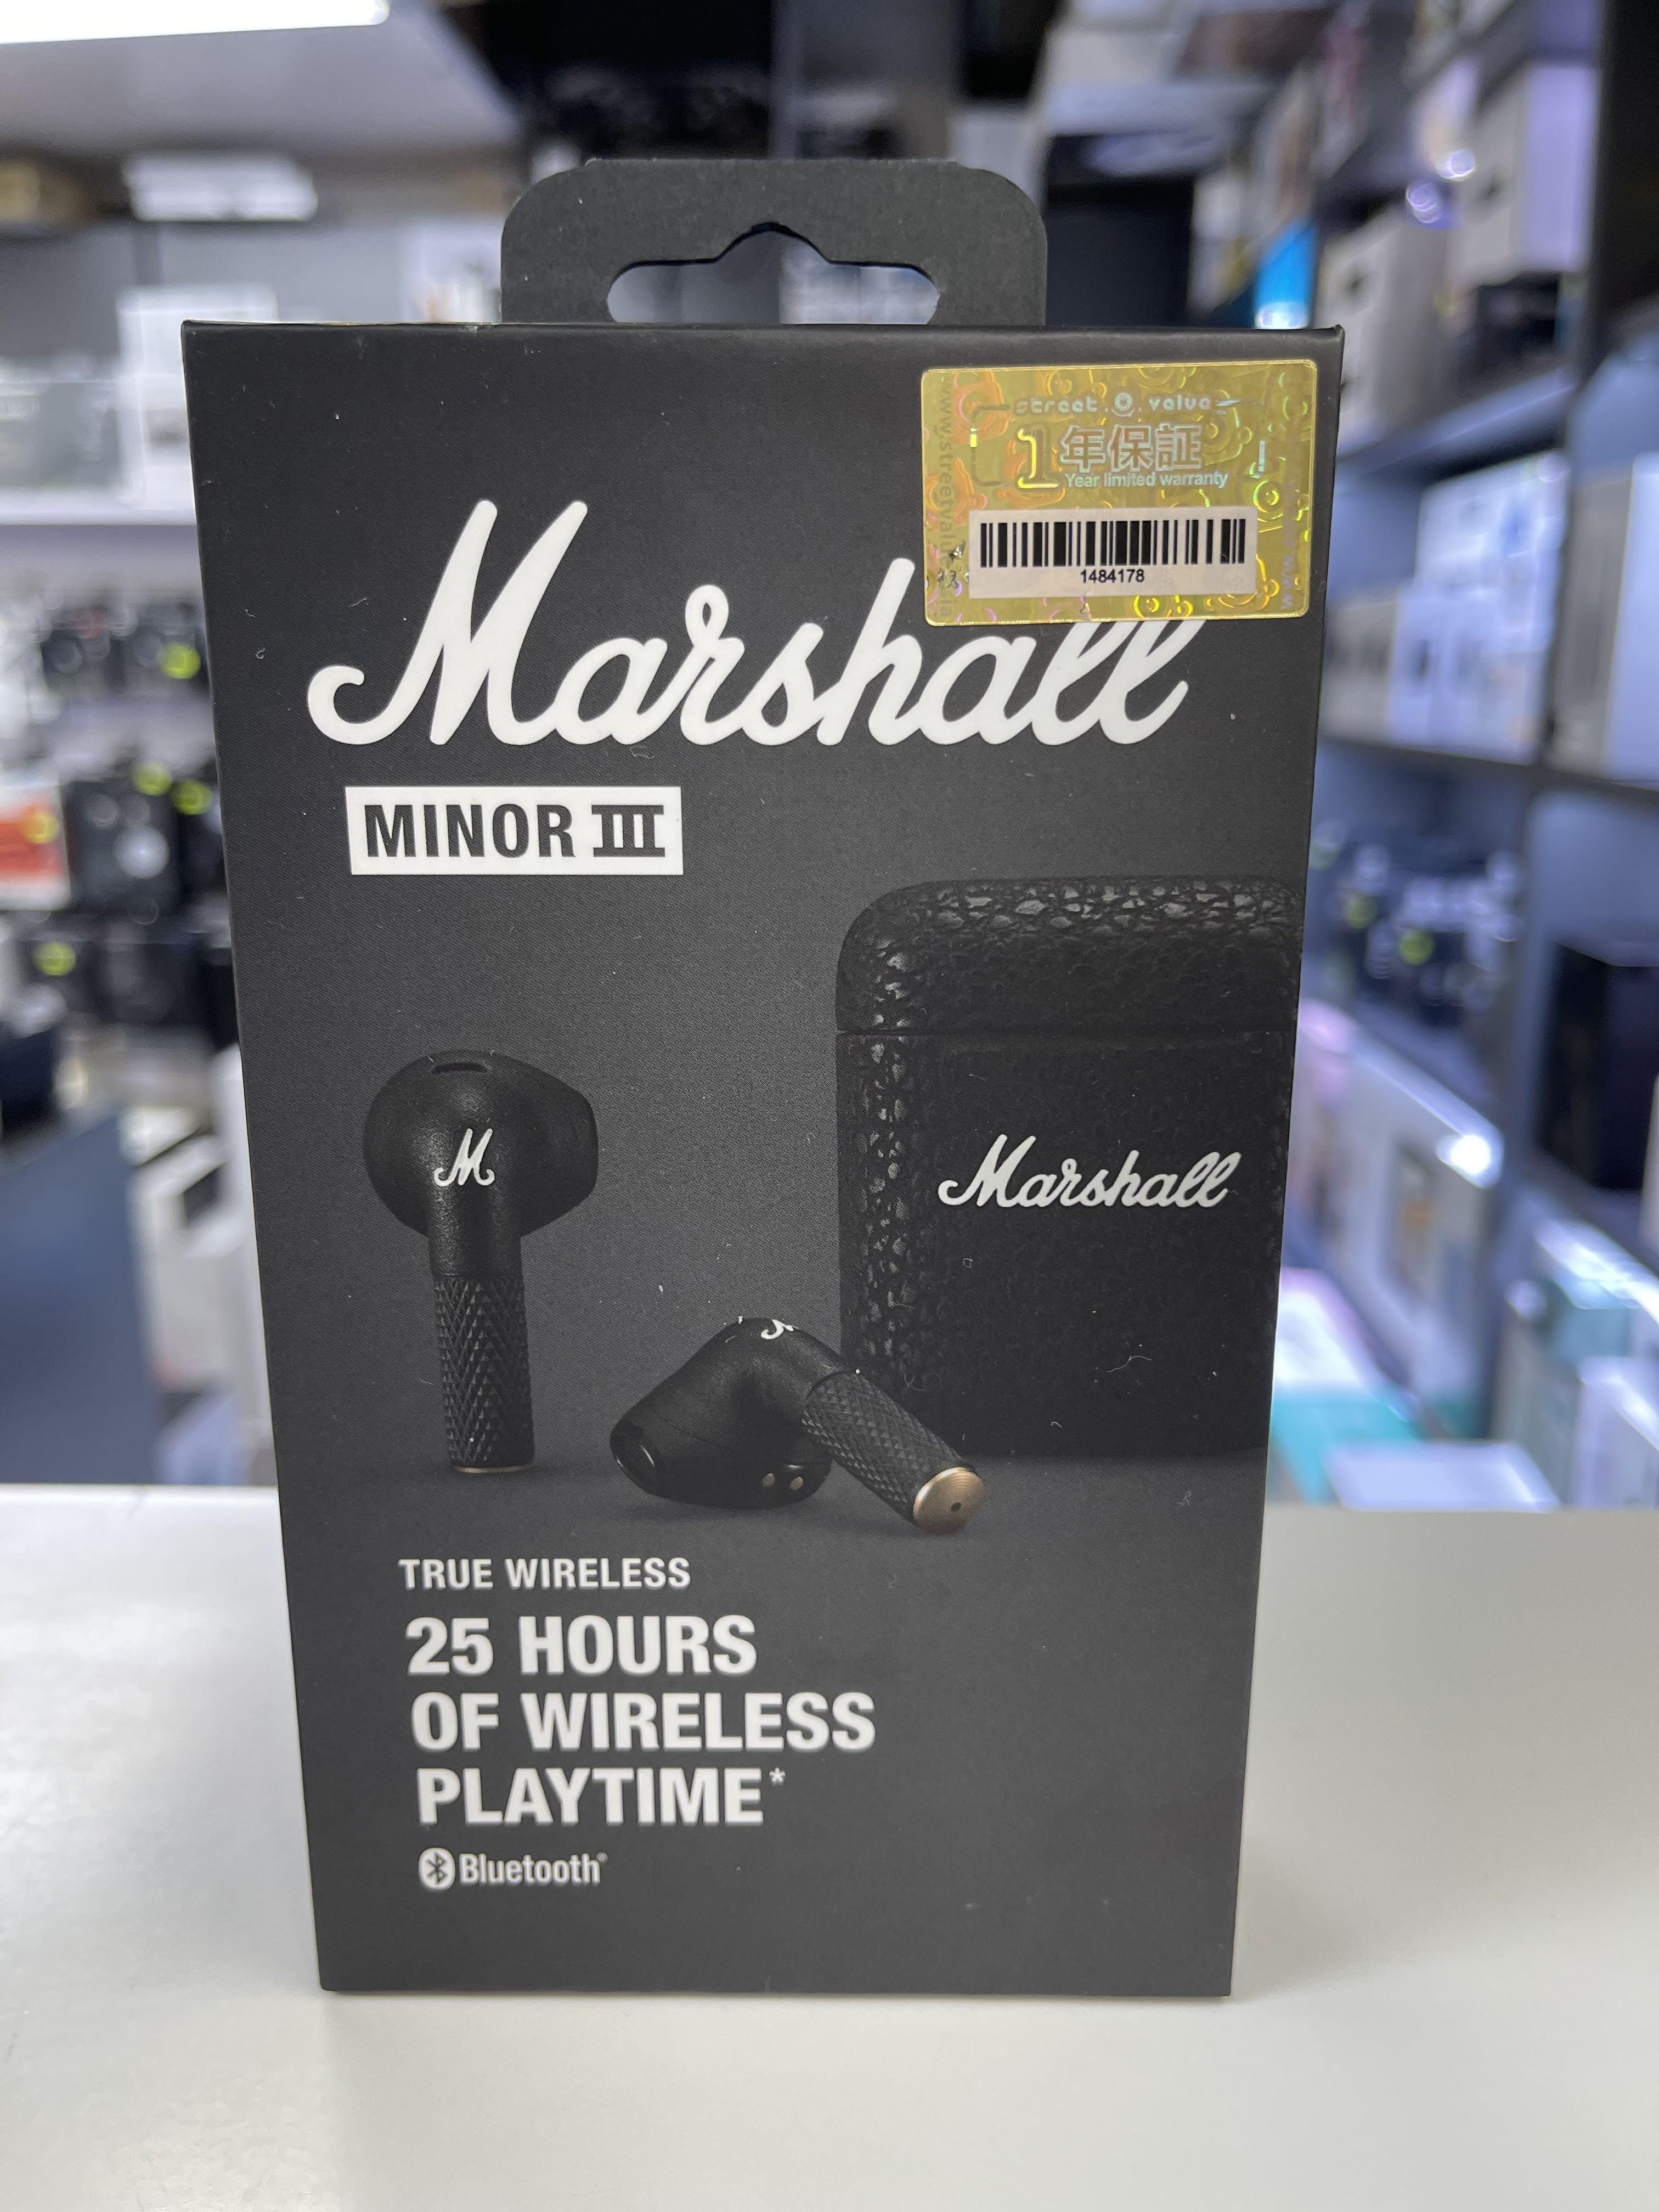 street value
1年保証
Year limited warranty
1484178
Marshall
MINOR III
M
Marshall
TRUE WIRELESS
25 HOURS
OF WIRELESS
PLAYTIME*
Bluetooth®